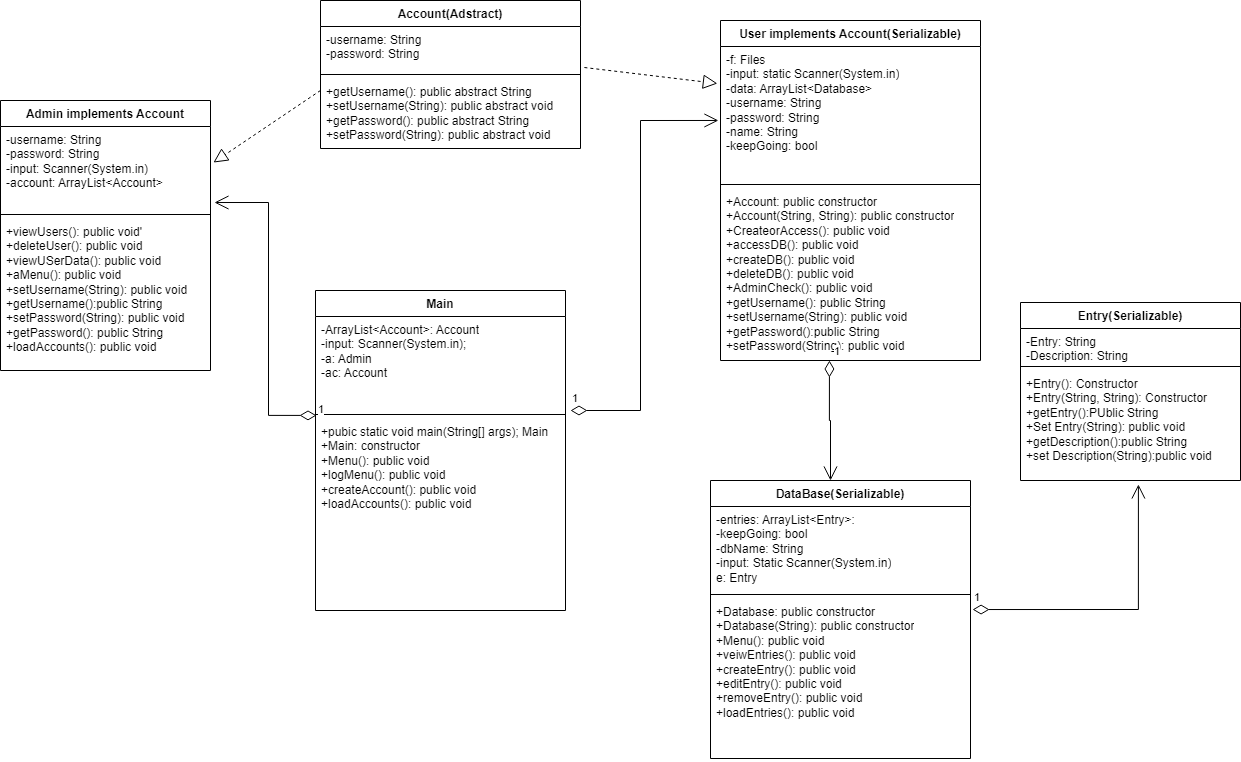 Account(Adstract)
-username: String
-password: String
+getUsername(): public abstract String
+setUsername(String): public abstract void
+getPassword(): public abstract String
+setPassword(String): public abstract void
User implements Account(Serializable)
-f: Files
-input: static Scanner(System.in)
-data: ArrayList<Database>
-username: String
-password: String
-name: String
-keepGoing: bool
+Account: public constructor
+Account(String, String): public constructor
+CreateorAccess(): public void
+accessDB(): public void
+createDB(): public void
+deleteDB(): public void
+AdminCheck(): public void
+getUsername(): public String
+setUsername(String): public void
+getPassword():public String
+setPassword(String): public void
1
Admin implements Account
-username: String
-password: String
-input: Scanner(System.in)
-account: ArrayList<Account>
+viewUsers(): public void'
+deleteUser(): public void
+viewUSerData(): public void
+aMenu(): public void
+setUsername(String): public void
+getUsername():public String
+setPassword(String): public void
+getPassword(): public String
+loadAccounts(): public void
Main
-ArrayList<Account>: Account
-input: Scanner(System.in);
-a: Admin
-ac: Account
1
1
+pubic static void main(String[] args); Main
+Main: constructor
+Menu(): public void
+logMenu(): public void
+createAccount(): public void
+loadAccounts(): public void
Entry(Serializable)
-Entry: String
-Description: String
+Entry(): Constructor
+Entry(String, String): Constructor
+getEntry():PUblic String
+Set Entry(String): public void
+getDescription():public String
+set Description(String):public void
DataBase(Serializable)
-entries: ArrayList<Entry>:
-keepGoing: bool
-dbName: String
-input: Static Scanner(System.in)
e: Entry
1
+Database: public constructor
+Database(String): public constructor
+Menu(): public void
+veiwEntries(): public void
+createEntry(): public void
+editEntry(): public void
+removeEntry(): public void
+loadEntries(): public void